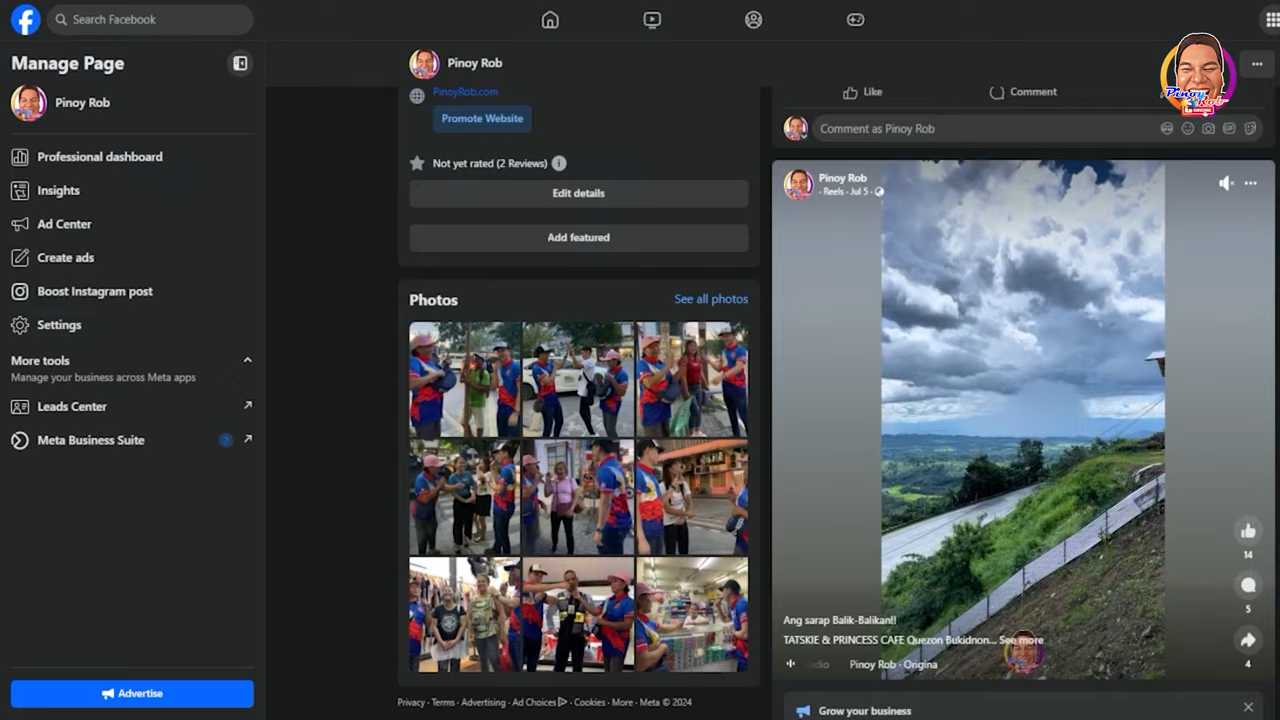 Search Facebook
Manage Page
Pinoy Rob
Professional dashboard
Insights
Ad Center
Create ads
Boost Instagram post
Settings
More tools
Manage your business across Meta apps
Leads Center
Meta Business Suite
?
Advertise
Pinoy Rob
PinoyRob.com
Promote Website
Not yet rated (2 Reviews)
Edit details
Add featured
Photos
See all photos
Privacy · Terms · Advertising · Ad Choices · Cookies · More · Meta © 2024
Like
Comment
Comment as Pinoy Rob
Pinoy Rob
· Reels · Jul 5 ·
14
5
4
Ang sarap Balik-Balikan!!
TATSKIE & PRINCESS CAFE Quezon Bukidnon... See more
Pinoy Rob · Origina
Grow your business
Pinoy
Rob